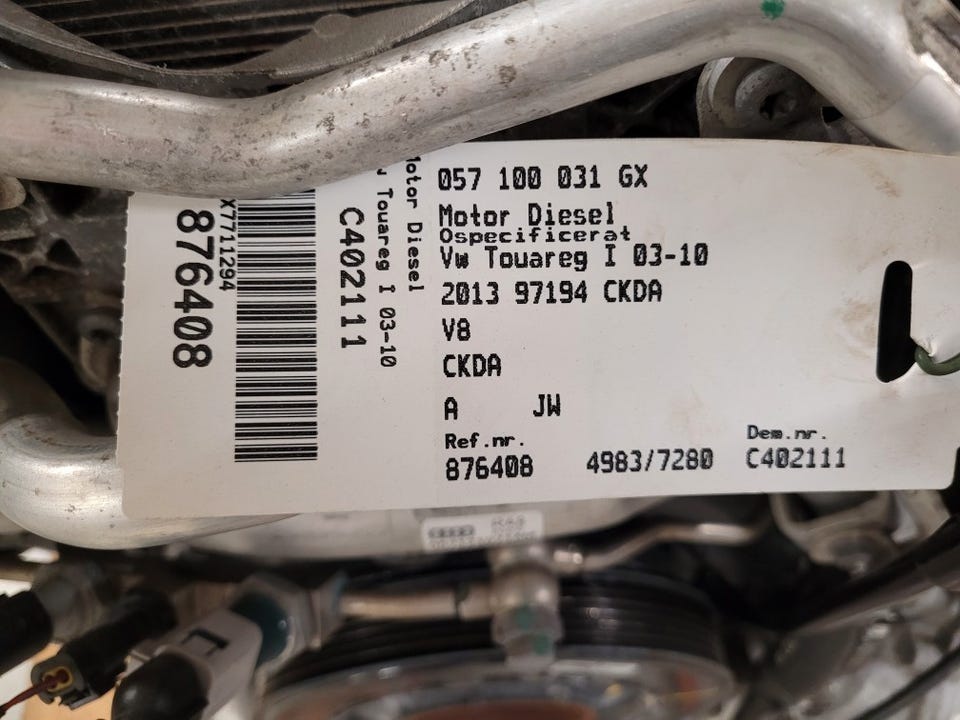 057 100 031 GX
Motor Diesel
Ospecificerat
Vw Touareg I 03-10
2013 97194 CKDA
V8
CKDA
A JW
Ref.nr. Dem.nr.
876408 4983/7280 C402111
Motor Diesel
Touareg I 03-10
C402111
X7711294
876408